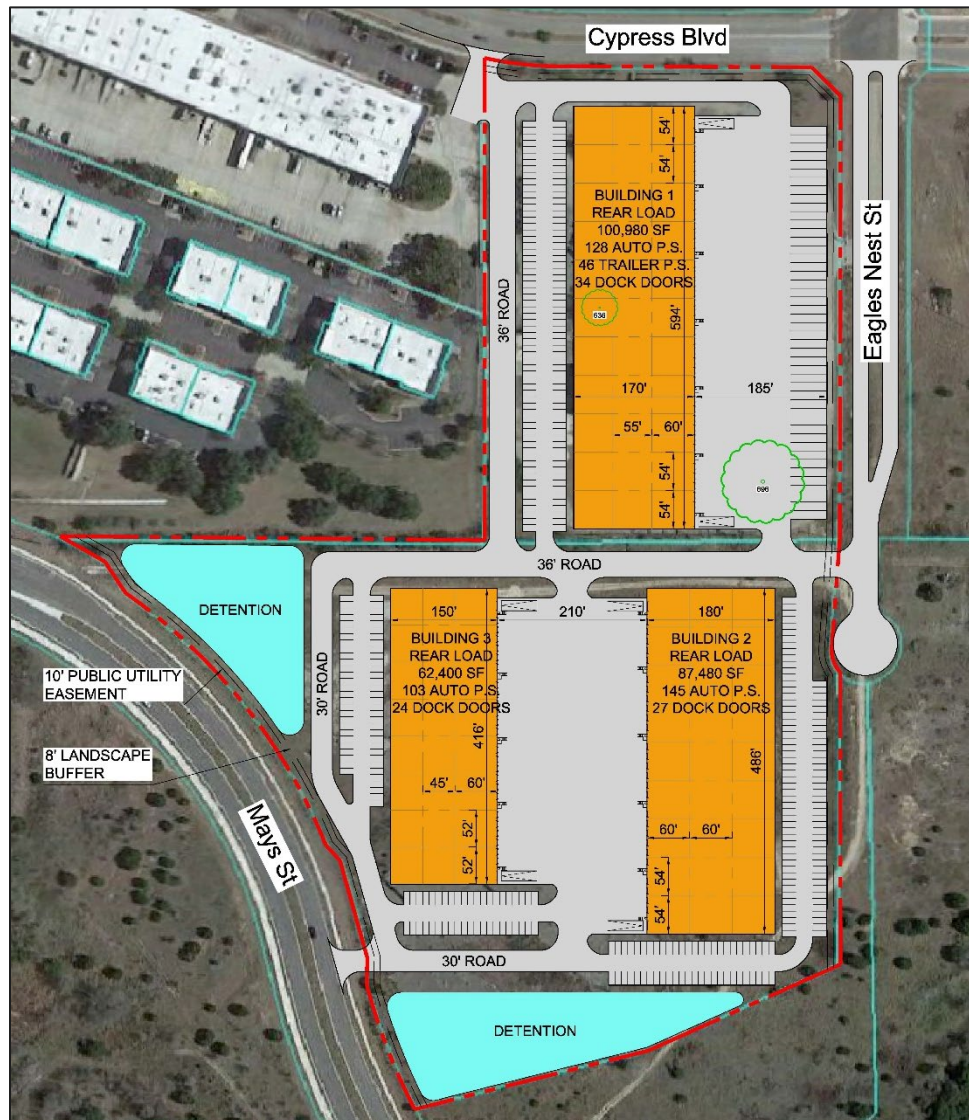 Cypress Blvd
54'
54'
BUILDING 1
REAR LOAD
100,980 SF
128 AUTO P.S.
46 TRAILER P.S.
34 DOCK DOORS
638
594'
36' ROAD
Eagles Nest St
170'
185'
55'
60'
54'
54'
696
36' ROAD
DETENTION
150'
210'
180'
BUILDING 3
REAR LOAD
62,400 SF
103 AUTO P.S.
24 DOCK DOORS
416'
BUILDING 2
REAR LOAD
87,480 SF
145 AUTO P.S.
27 DOCK DOORS
486'
10' PUBLIC UTILITY
EASEMENT
30' ROAD
8' LANDSCAPE
BUFFER
Mays St
45'
60'
52'
52'
60'
60'
54'
54'
30' ROAD
DETENTION